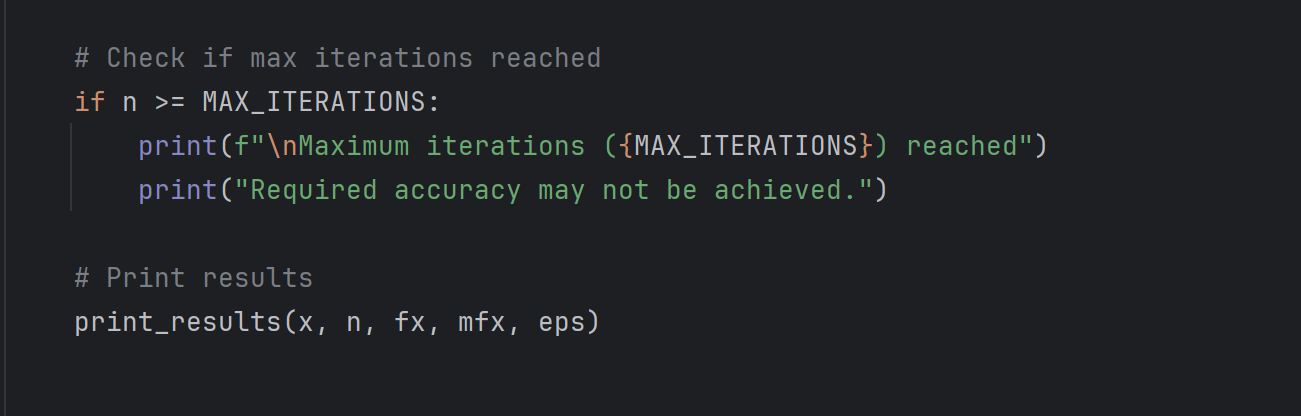 # Check if max iterations reached
if n >= MAX_ITERATIONS:
    print(f"\nMaximum iterations ({MAX_ITERATIONS}) reached")
    print("Required accuracy may not be achieved.")
# Print results
print_results(x, n, fx, mfx, eps)